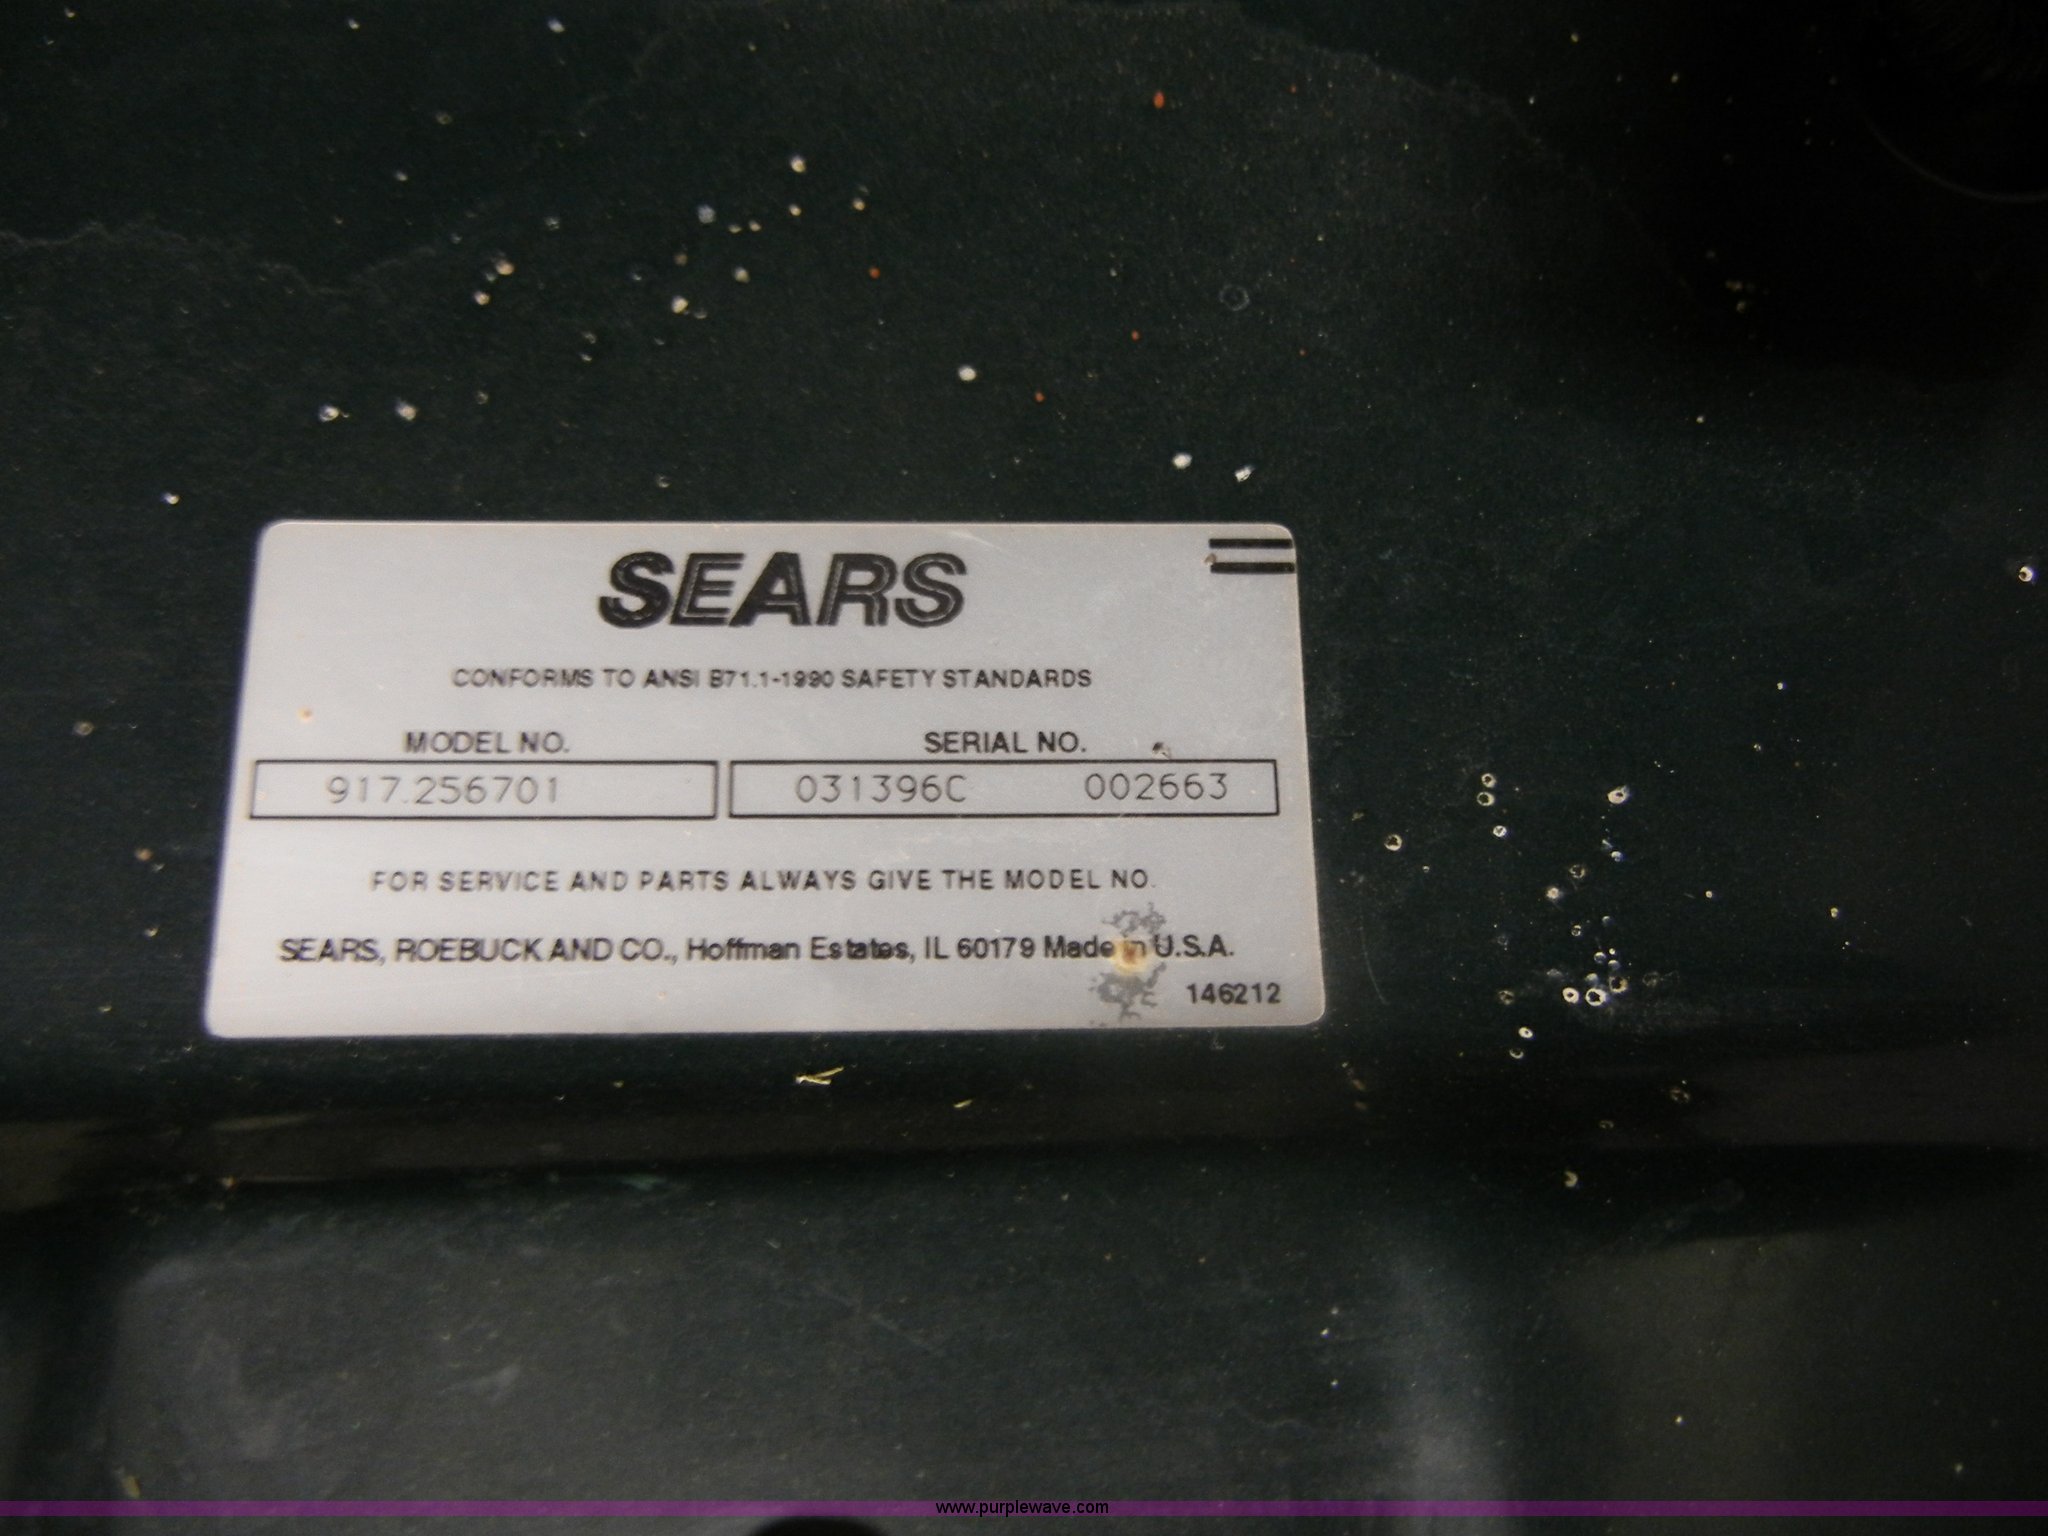 SEARS
CONFORMS TO ANSI B71.1-1990 SAFETY STANDARDS
MODEL NO.
SERIAL NO.
917.256701
031396C 002663
FOR SERVICE AND PARTS ALWAYS GIVE THE MODEL NO.
SEARS, ROEBUCK AND CO., Hoffman Estates, IL 60179 Made in U.S.A.
146212
www.purplewave.com